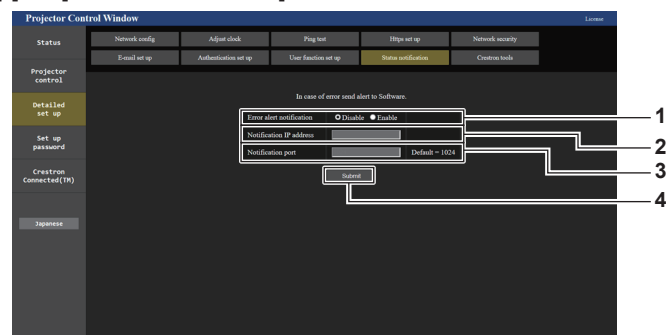 Projector Control Window
License
Status
Network config
Adjust clock
Ping test
Https set up
Network security
E-mail set up
Authentication set up
User function set up
Status notification
Crestron tools
Projector
control
Detailed
set up
Set up
password
Crestron
Connected(TM)
Japanese
In case of error send alert to Software.
Error alert notification
Disable
Enable
Notification IP address
Notification port
Default = 1024
Submit
1
2
3
4